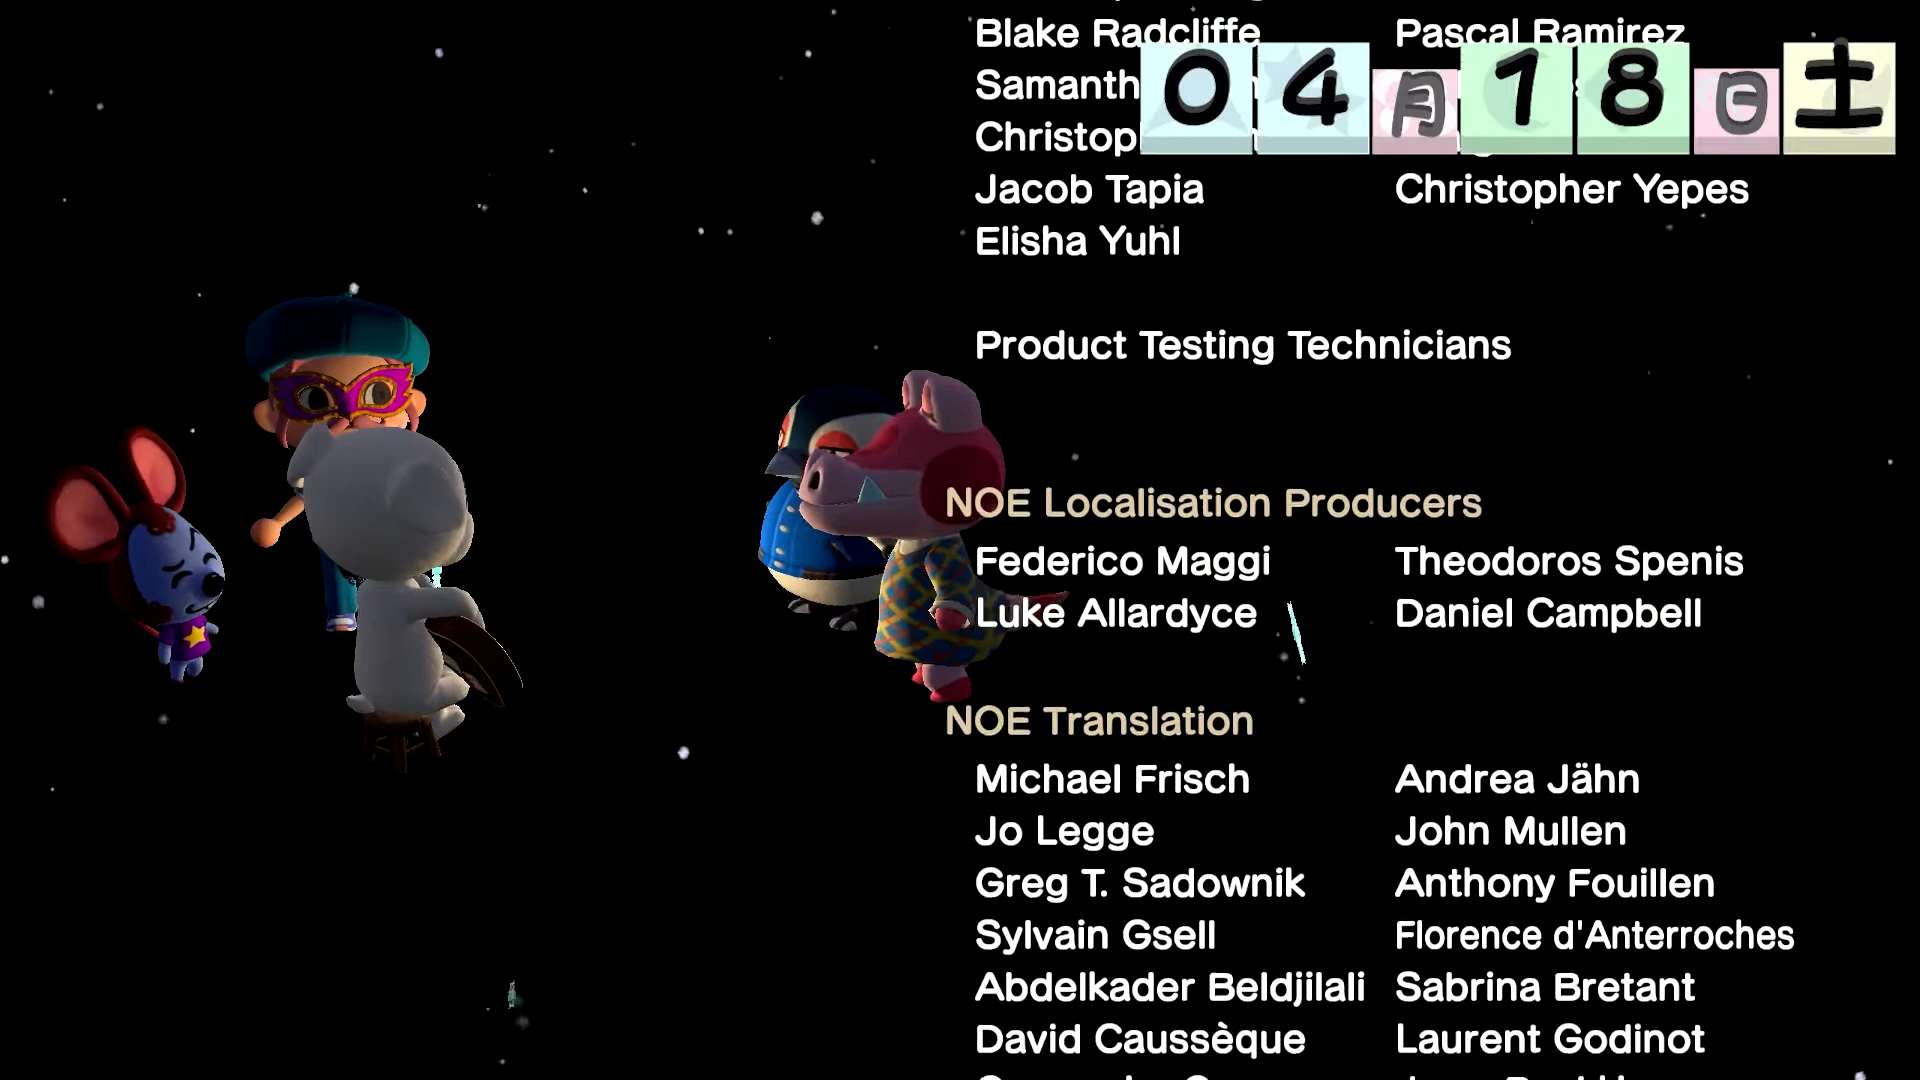 Blake Radcliffe Pascal Ramirez
04月18日土
Jacob Tapia Christopher Yepes
Elisha Yuhl
Product Testing Technicians
NOE Localisation Producers
Federico Maggi Theodoros Spenis
Luke Allardyce Daniel Campbell
NOE Translation
Michael Frisch Andrea Jähn
Jo Legge John Mullen
Greg T. Sadownik Anthony Fouillen
Sylvain Gsell Florence d'Anterroches
Abdelkader Beldjilali Sabrina Bretant
David Caussèque Laurent Godinot